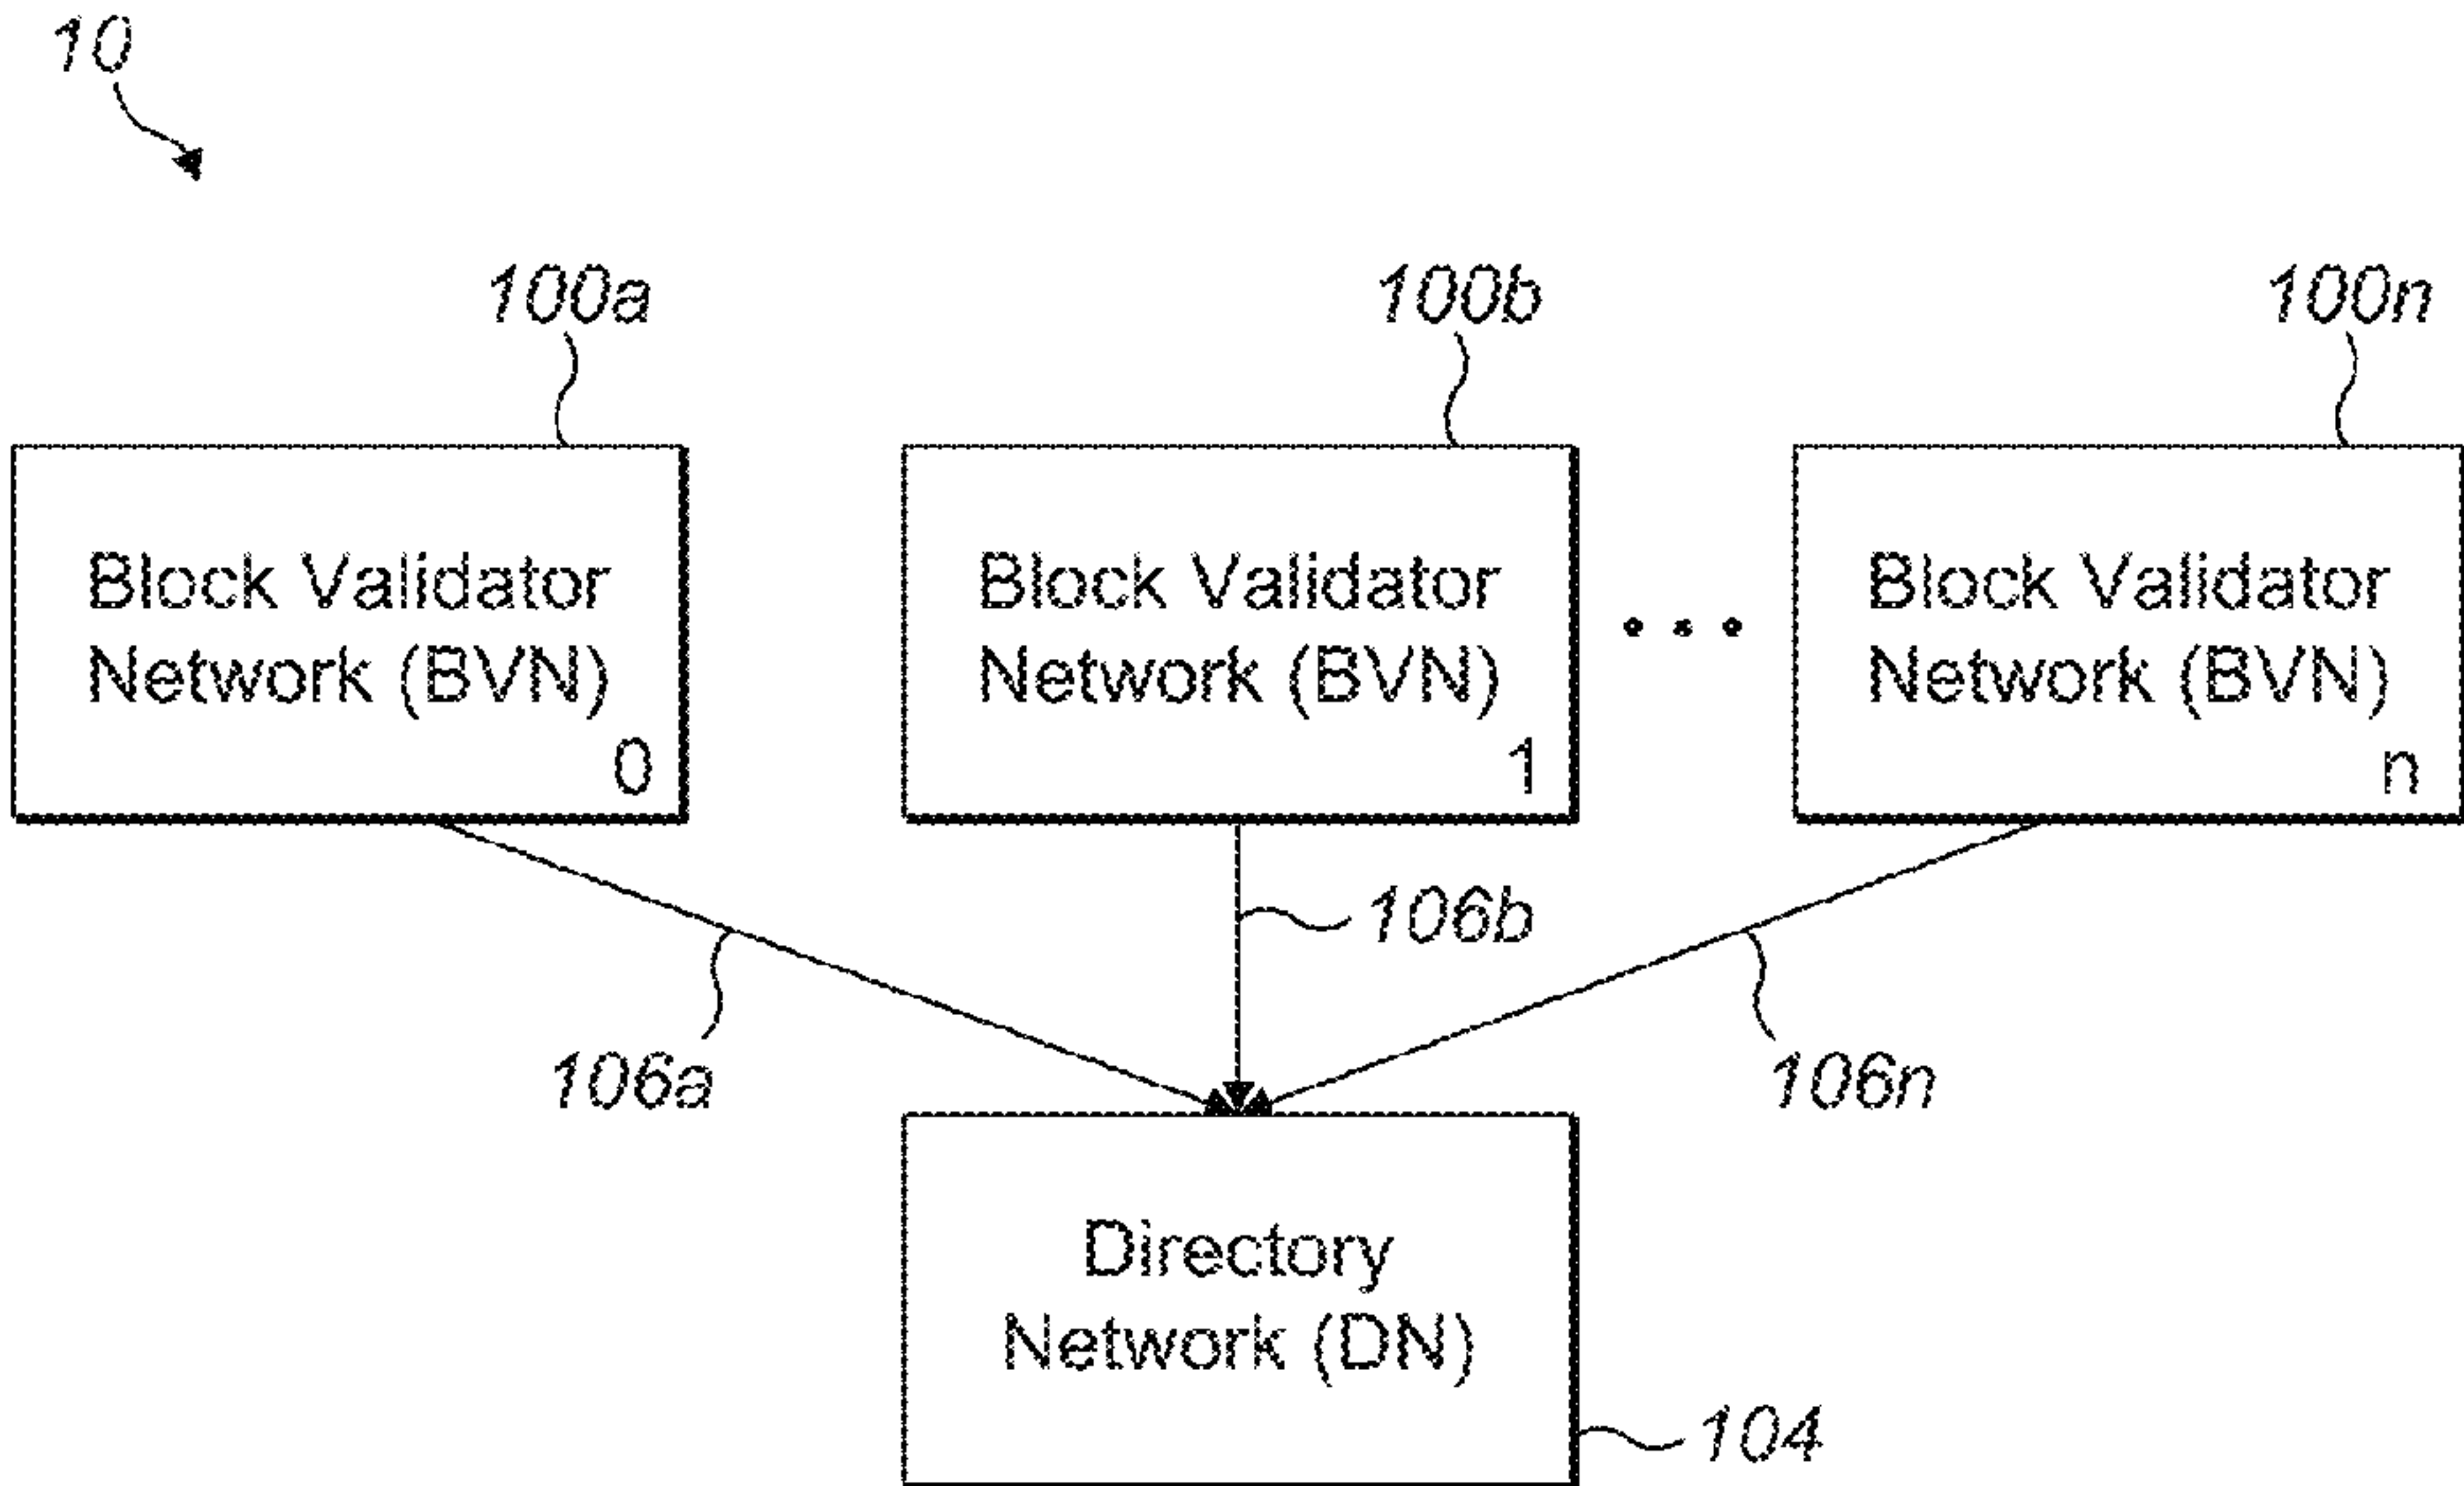 10
100a
100b
100n
Block Validator
Network (BVN)
0
Block Validator
Network (BVN)
1
...
Block Validator
Network (BVN)
n
106a
106b
106n
Directory
Network (DN)
104